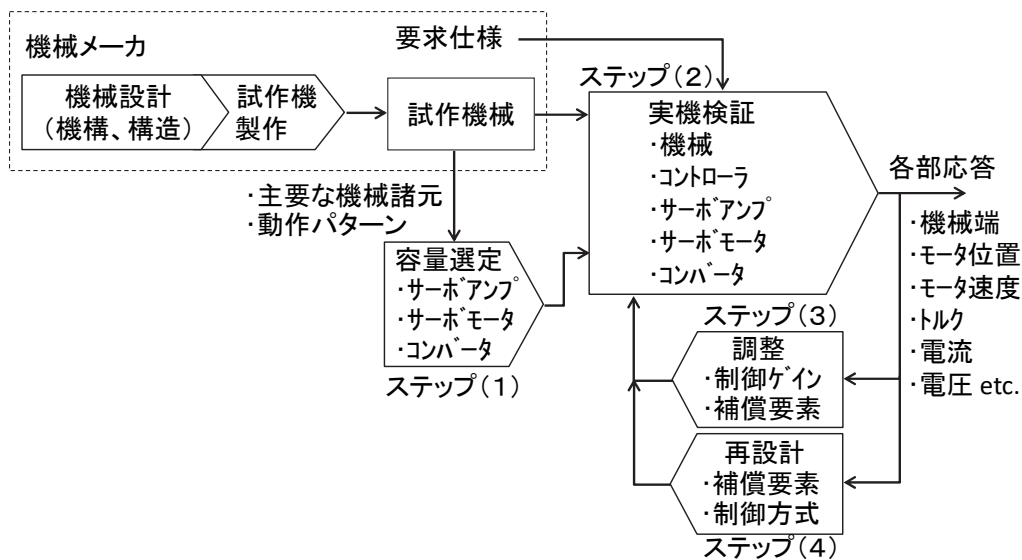 機械メーカ
要求仕様
機械設計
(機構、構造)
試作機
製作
試作機械
・主要な機械諸元
・動作パターン
容量選定
・サーボアンプ
・サーボモータ
・コンバータ
ステップ(1)
ステップ(2)
実機検証
・機械
・コントローラ
・サーボアンプ
・サーボモータ
・コンバータ
各部応答
・機械端
・モータ位置
・モータ速度
・トルク
・電流
・電圧 etc.
ステップ(3)
調整
・制御ゲイン
・補償要素
再設計
・補償要素
・制御方式
ステップ(4)